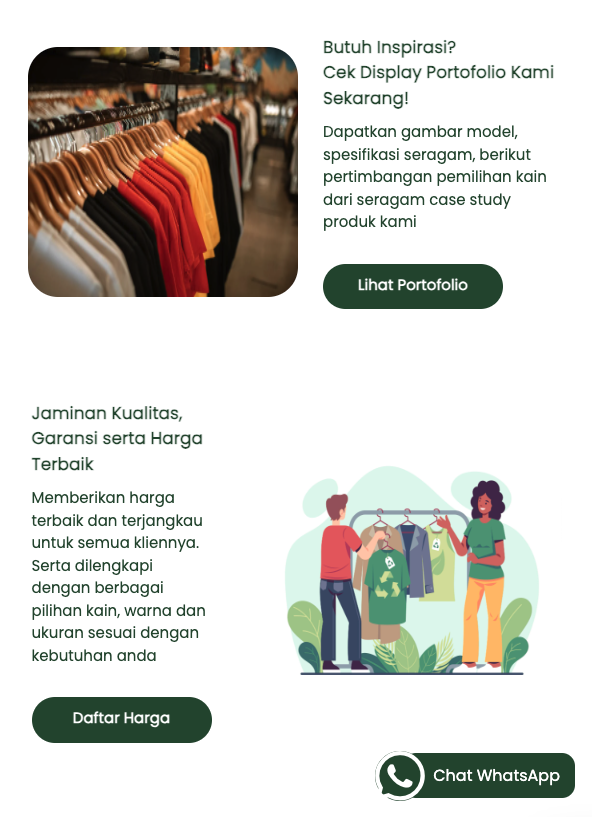 Butuh Inspirasi?
Cek Display Portofolio Kami
Sekarang!
Dapatkan gambar model,
spesifikasi seragam, berikut
pertimbangan pemilihan kain
dari seragam case study
produk kami
Lihat Portofolio
Jaminan Kualitas,
Garansi serta Harga
Terbaik
Memberikan harga
terbaik dan terjangkau
untuk semua kliennya.
Serta dilengkapi
dengan berbagai
pilihan kain, warna dan
ukuran sesuai dengan
kebutuhan anda
Daftar Harga
Chat WhatsApp